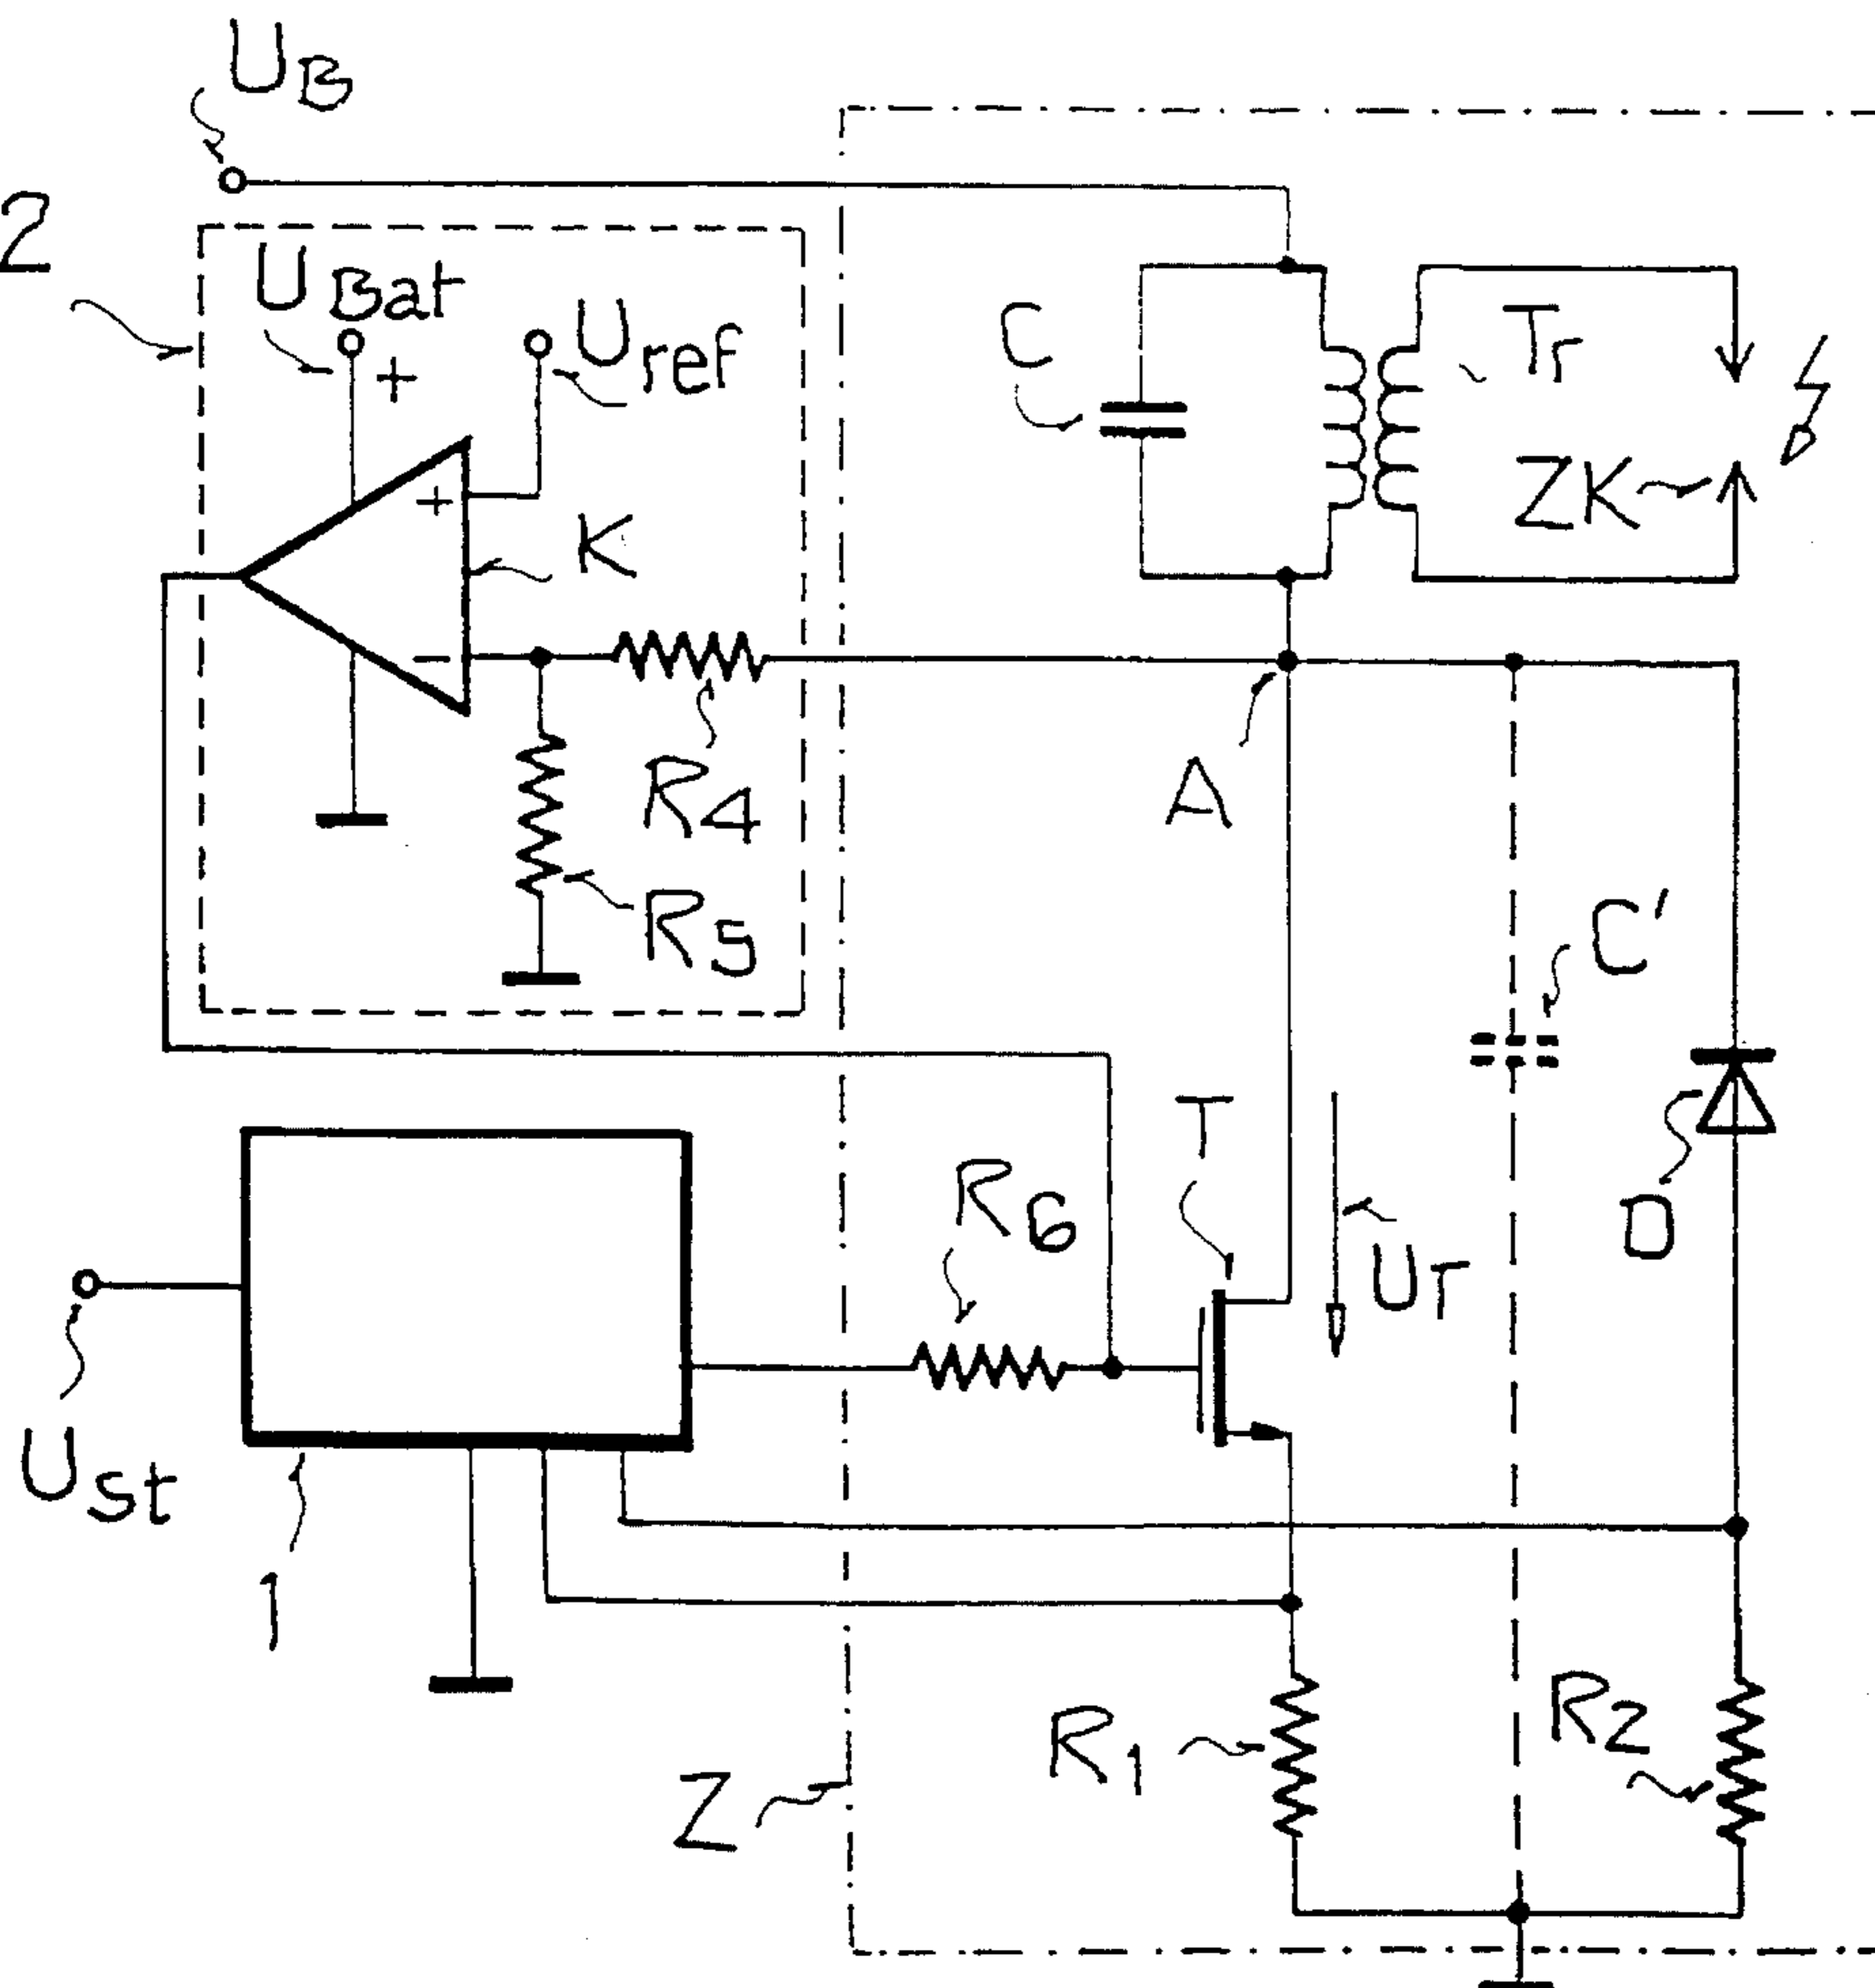 UB
2
UBat
+
Uref
C
Tr
+
K
ZK
−
R4
A
R5
C'
T
R6
UT
D
Ust
1
R1
R2
Z